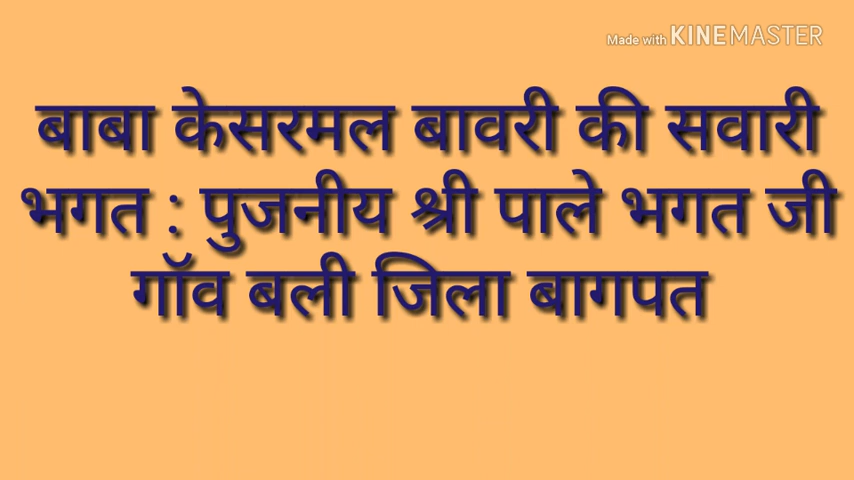 Made with KINEMASTER
बाबा केसरमल बावरी की सवारी
भगत : पुजनीय श्री पाले भगत जी
गॉव बली जिला बागपत